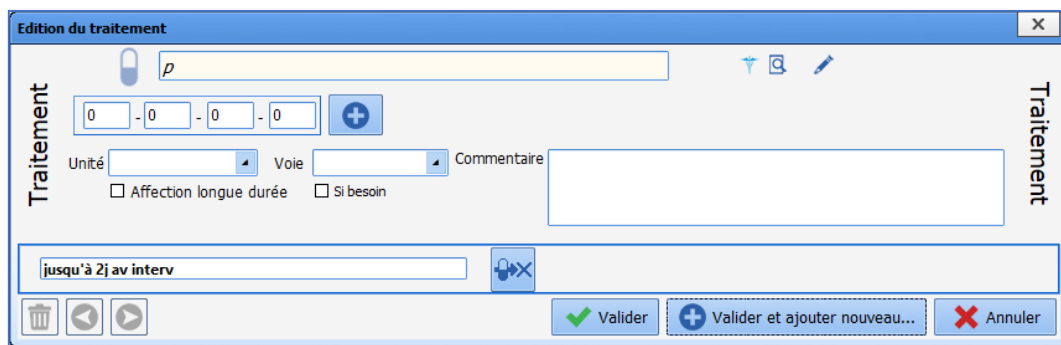 Edition du traitement
Traitement
p
0 - 0 - 0 - 0
Unité
Voie
Commentaire
Affection longue durée
Si besoin
Traitement
jusqu'à 2j av interv
Valider
Valider et ajouter nouveau...
Annuler